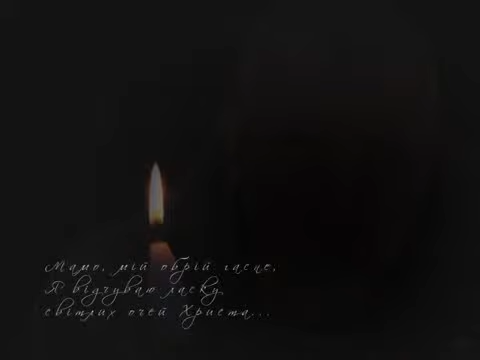 Мамо, мій обрій гасне,
Я відчуваю ласку
світлих очей Христа...